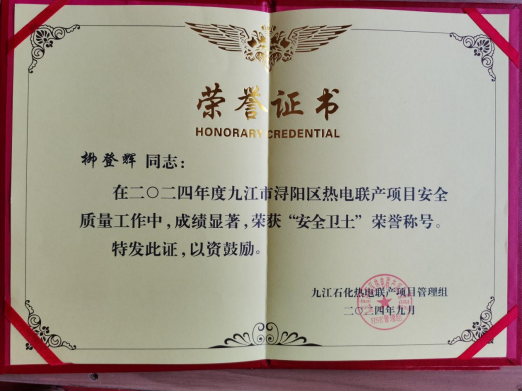 荣誉证书
HONORARY CREDENTIAL
柳登辉 同志：
在二〇二四年度九江市浔阳区热电联产项目安全
质量工作中，成绩显著，荣获“安全卫士”荣誉称号。
特发此证，以资鼓励。
九江石化热电联产项目管理组
二〇二四年九月